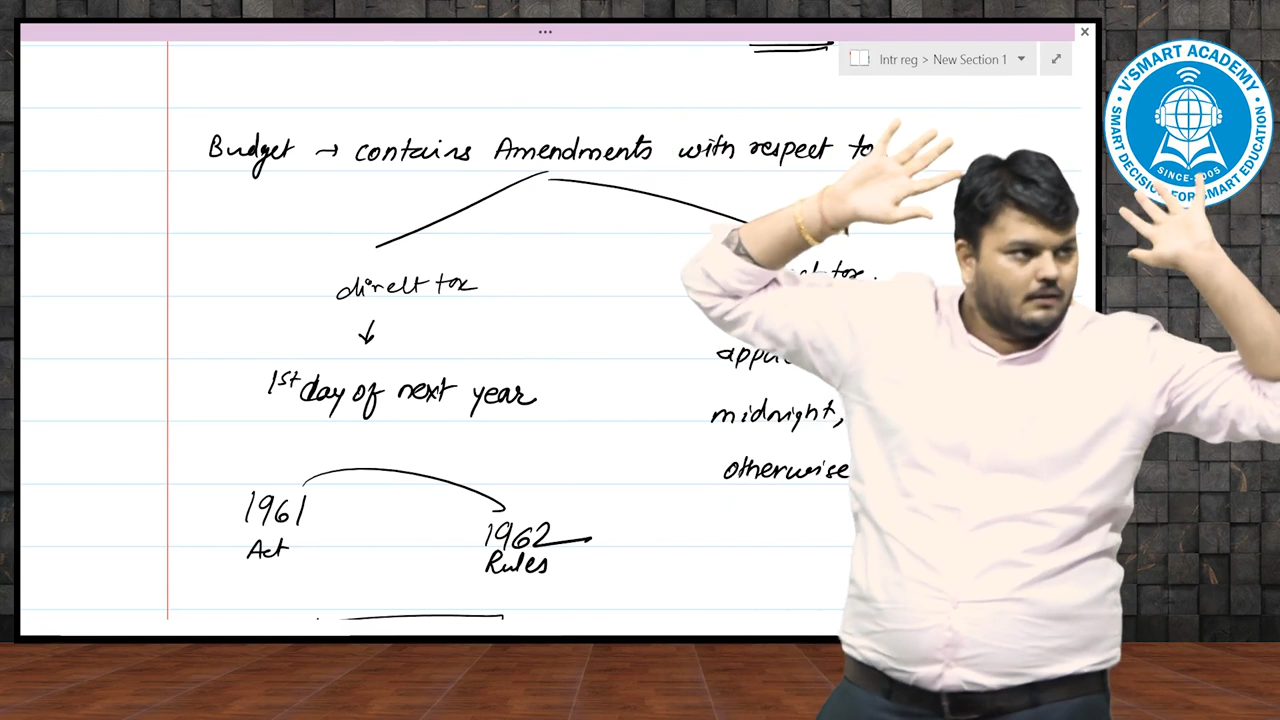 Intr reg > New Section 1
V'SMART ACADEMY
SMART DECISION FOR SMART EDUCATION
SINCE-2005
Budget → contains Amendments with respect to
direct tax
↓
1st day of next year
tax.
midnight,
otherwise
1961
Act
1962
Rules